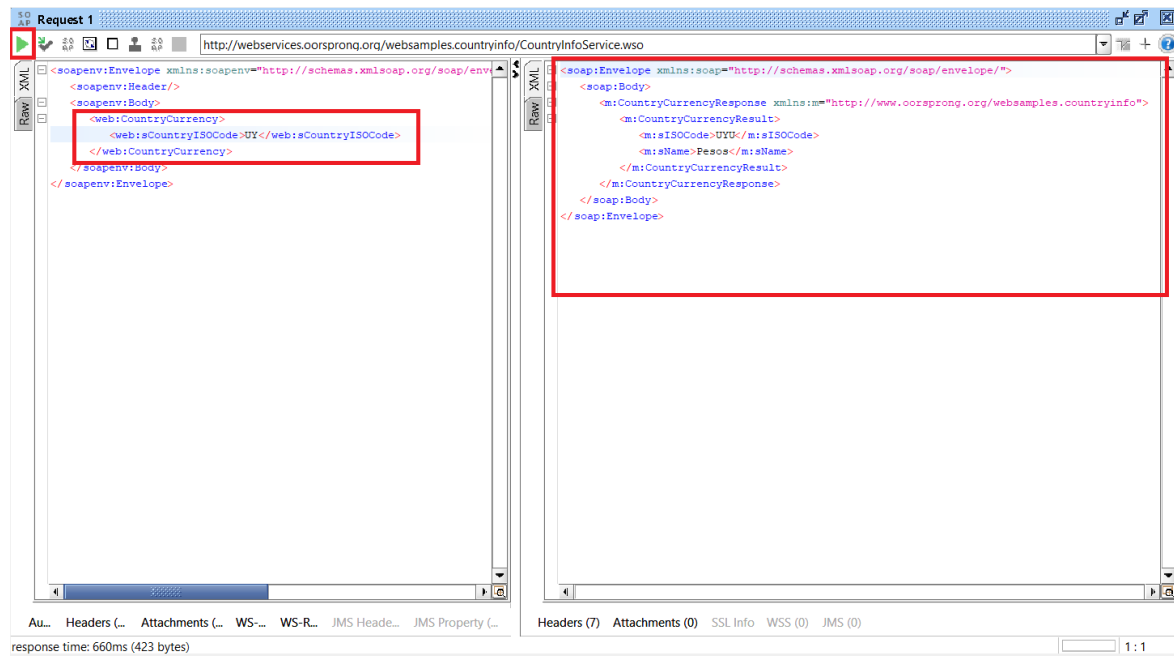 SO
AP
Request 1
http://webservices.oorsprong.org/websamples.countryinfo/CountryInfoService.wso
XML
Raw
<soapenv:Envelope xmlns:soapenv="http://schemas.xmlsoap.org/soap/enve
<soapenv:Header/>
<soapenv:Body>
<web:CountryCurrency>
<web:sCountryISOCode>UY</web:sCountryISOCode>
</web:CountryCurrency>
</soapenv:Body>
</soapenv:Envelope>
XML
Raw
<soap:Envelope xmlns:soap="http://schemas.xmlsoap.org/soap/envelope/">
<soap:Body>
<m:CountryCurrencyResponse xmlns:m="http://www.oorsprong.org/websamples.countryinfo">
<m:CountryCurrencyResult>
<m:sISOCode>UYU</m:sISOCode>
<m:sName>Pesos</m:sName>
</m:CountryCurrencyResult>
</m:CountryCurrencyResponse>
</soap:Body>
</soap:Envelope>
Au... Headers (... Attachments (... WS-... WS-R... JMS Heade... JMS Property (...
Headers (7) Attachments (0) SSL Info WSS (0) JMS (0)
response time: 660ms (423 bytes)
1 : 1